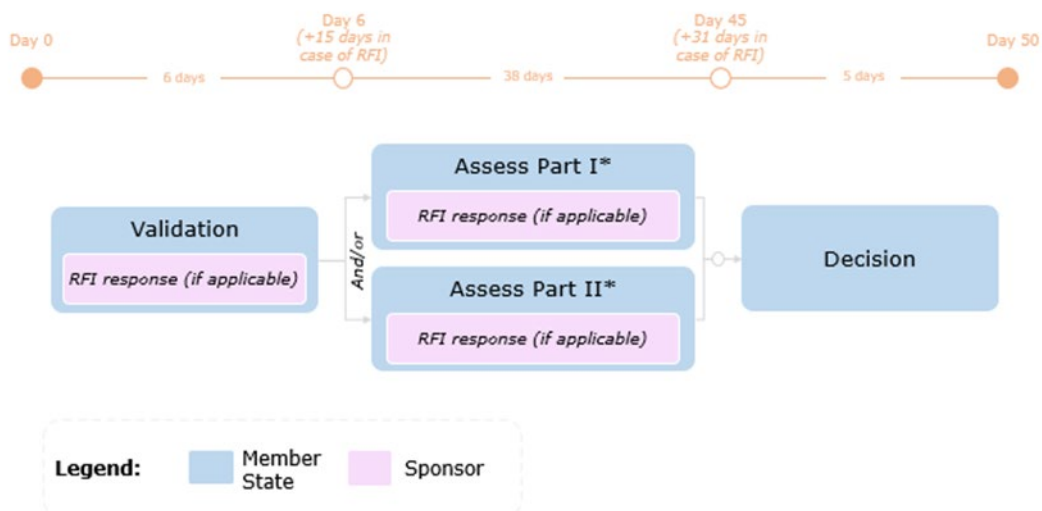 Day 0
Day 6
(+15 days in
case of RFI)
Day 45
(+31 days in
case of RFI)
Day 50
6 days
38 days
5 days
Validation
RFI response (if applicable)
And/or
Assess Part I*
RFI response (if applicable)
Assess Part II*
RFI response (if applicable)
Decision
Legend:
Member
State
Sponsor